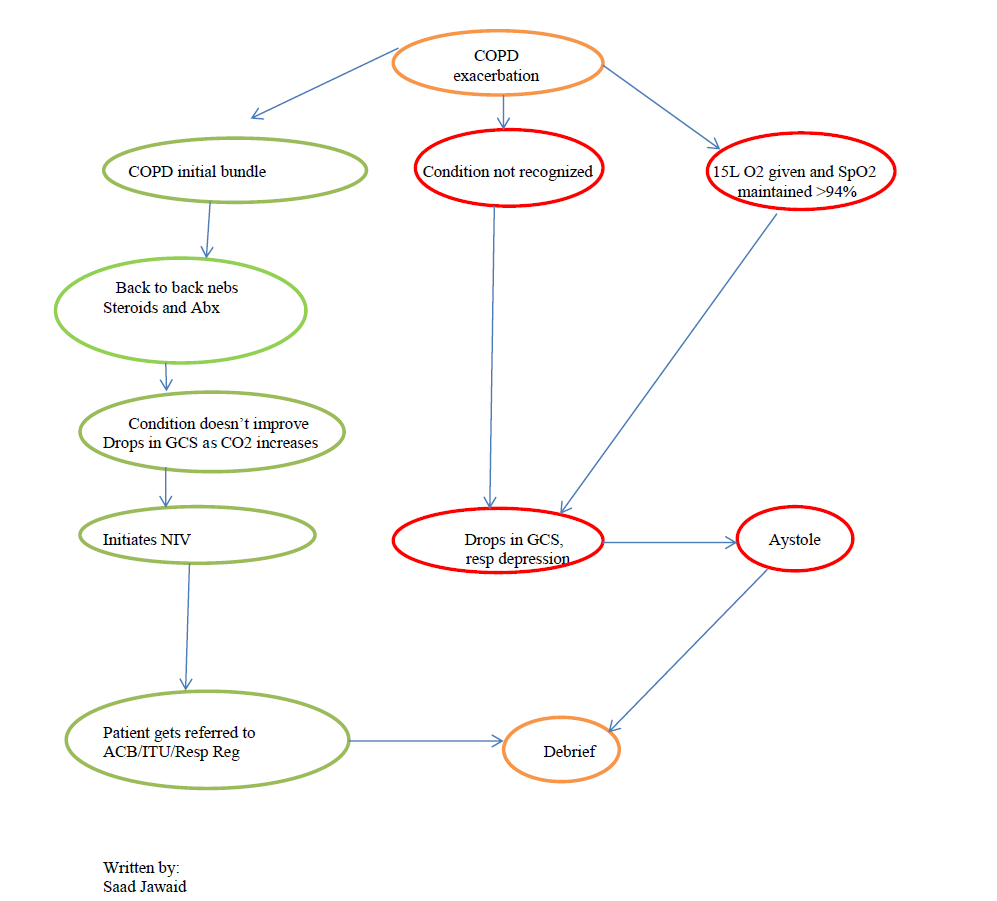 COPD
exacerbation
COPD initial bundle
Condition not recognized
15L O2 given and SpO2
maintained >94%
Back to back nebs
Steroids and Abx
Condition doesn’t improve
Drops in GCS as CO2 increases
Initiates NIV
Drops in GCS,
resp depression
Aystole
Patient gets referred to
ACB/ITU/Resp Reg
Debrief
Written by:
Saad Jawaid